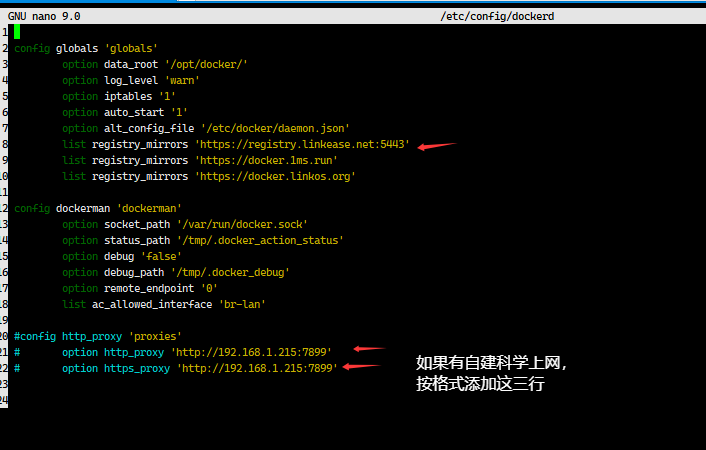 GNU nano 9.0 /etc/config/dockerd
1
2 config globals 'globals'
3 option data_root '/opt/docker/'
4 option log_level 'warn'
5 option iptables '1'
6 option auto_start '1'
7 option alt_config_file '/etc/docker/daemon.json'
8 list registry_mirrors 'https://registry.linkease.net:5443'
9 list registry_mirrors 'https://docker.1ms.run'
10 list registry_mirrors 'https://docker.linkos.org'
11
12 config dockerman 'dockerman'
13 option socket_path '/var/run/docker.sock'
14 option status_path '/tmp/.docker_action_status'
15 option debug 'false'
16 option debug_path '/tmp/.docker_debug'
17 option remote_endpoint '0'
18 list ac_allowed_interface 'br-lan'
19
20 #config http_proxy 'proxies'
21 # option http_proxy 'http://192.168.1.215:7899'
22 # option https_proxy 'http://192.168.1.215:7899'
23
24
如果有自建科学上网，
按格式添加这三行